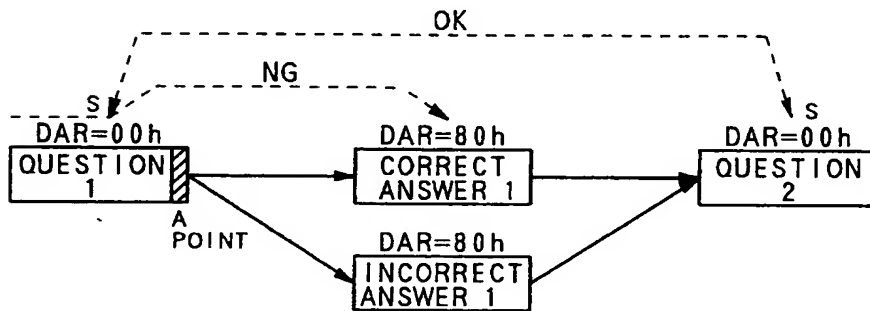 OK
NG
S
S
DAR=00h
DAR=80h
DAR=00h
QUESTION
1
CORRECT
ANSWER 1
QUESTION
2
A
POINT
DAR=80h
INCORRECT
ANSWER 1